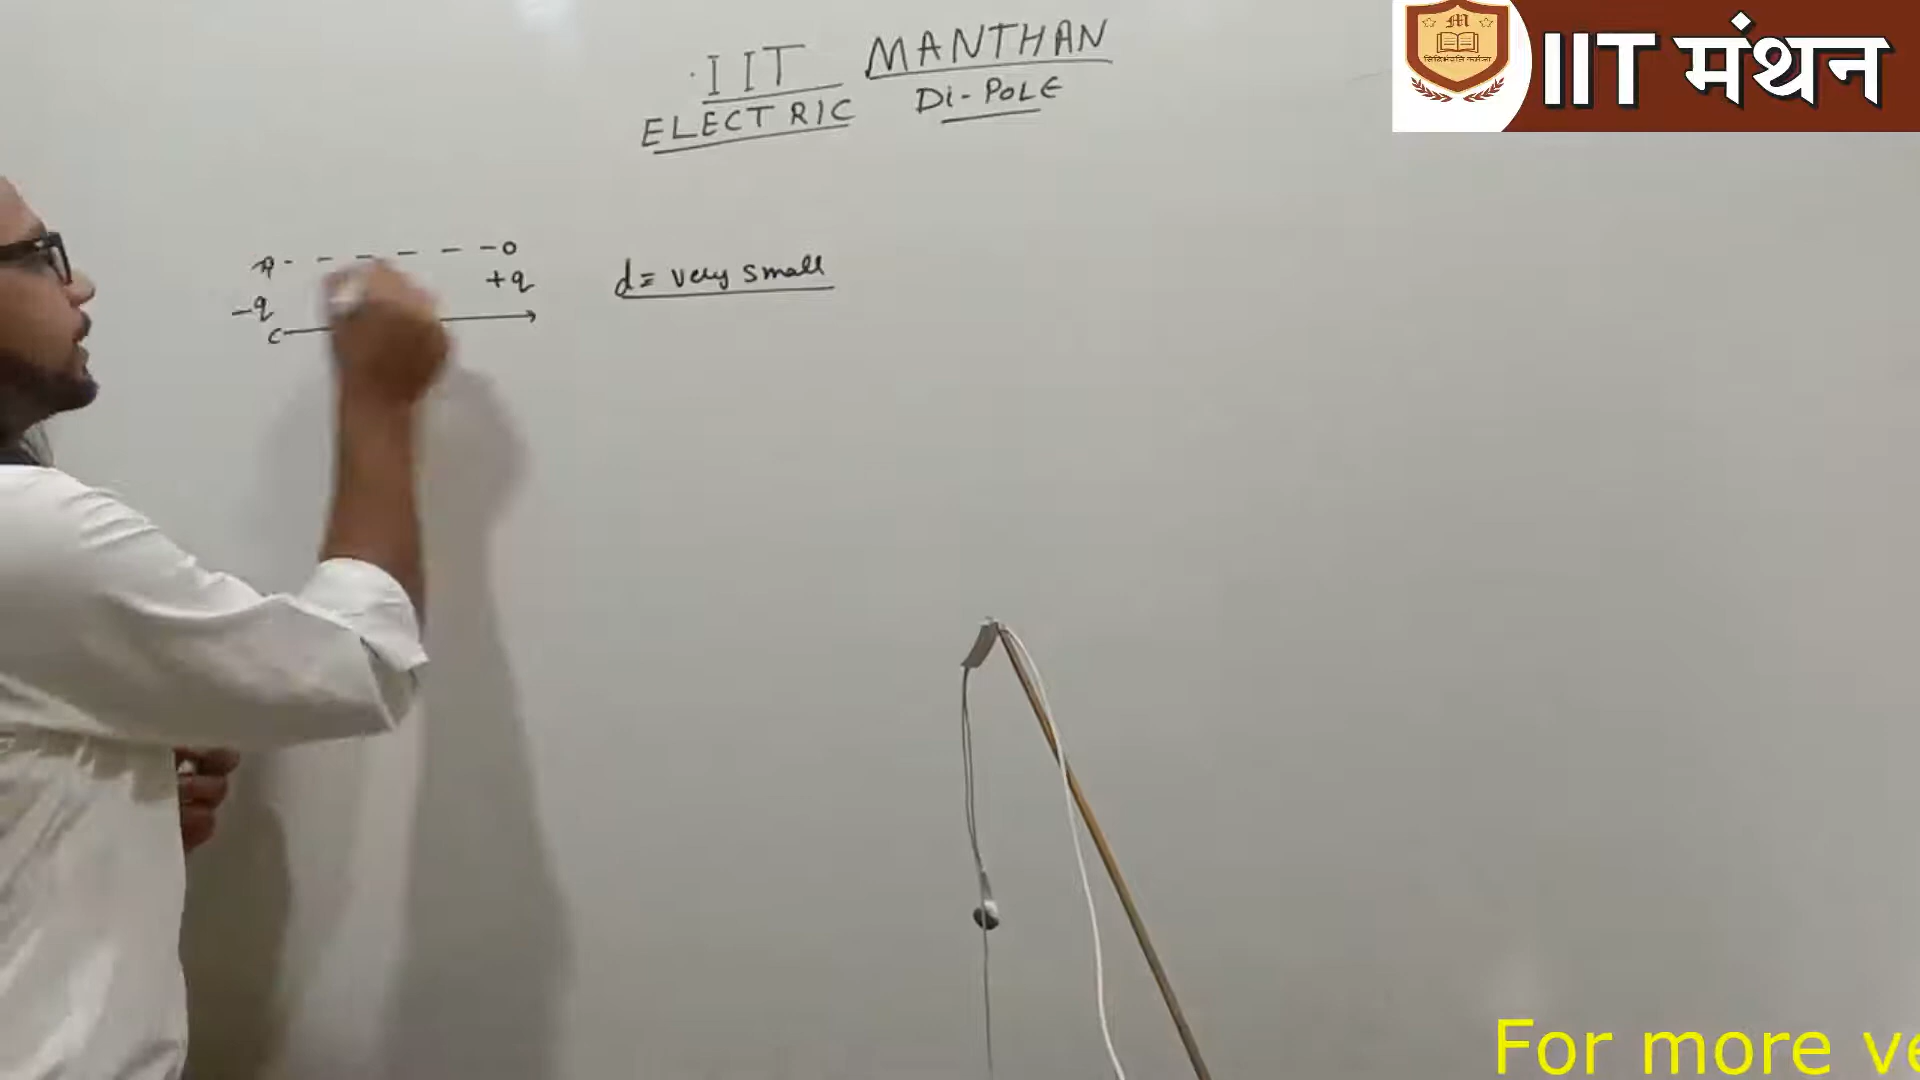 IIT MANTHAN
ELECTRIC Di-POLE
IIT मंथन
M
-q
+q
d = very small
For more ve